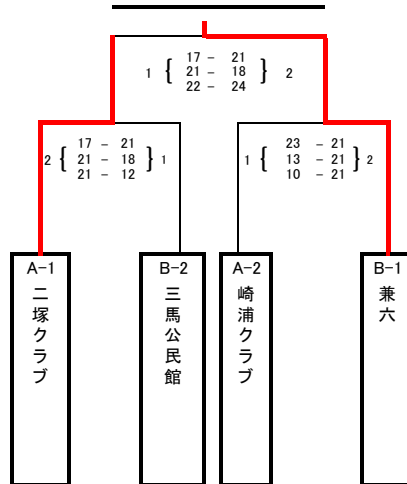 17 － 21
1 { 21 － 18 } 2
22 － 24
17 － 21
2 { 21 － 18 } 1
21 － 12
23 － 21
1 { 13 － 21 } 2
10 － 21
A-1
二塚クラブ
B-2
三馬公民館
A-2
崎浦クラブ
B-1
兼六